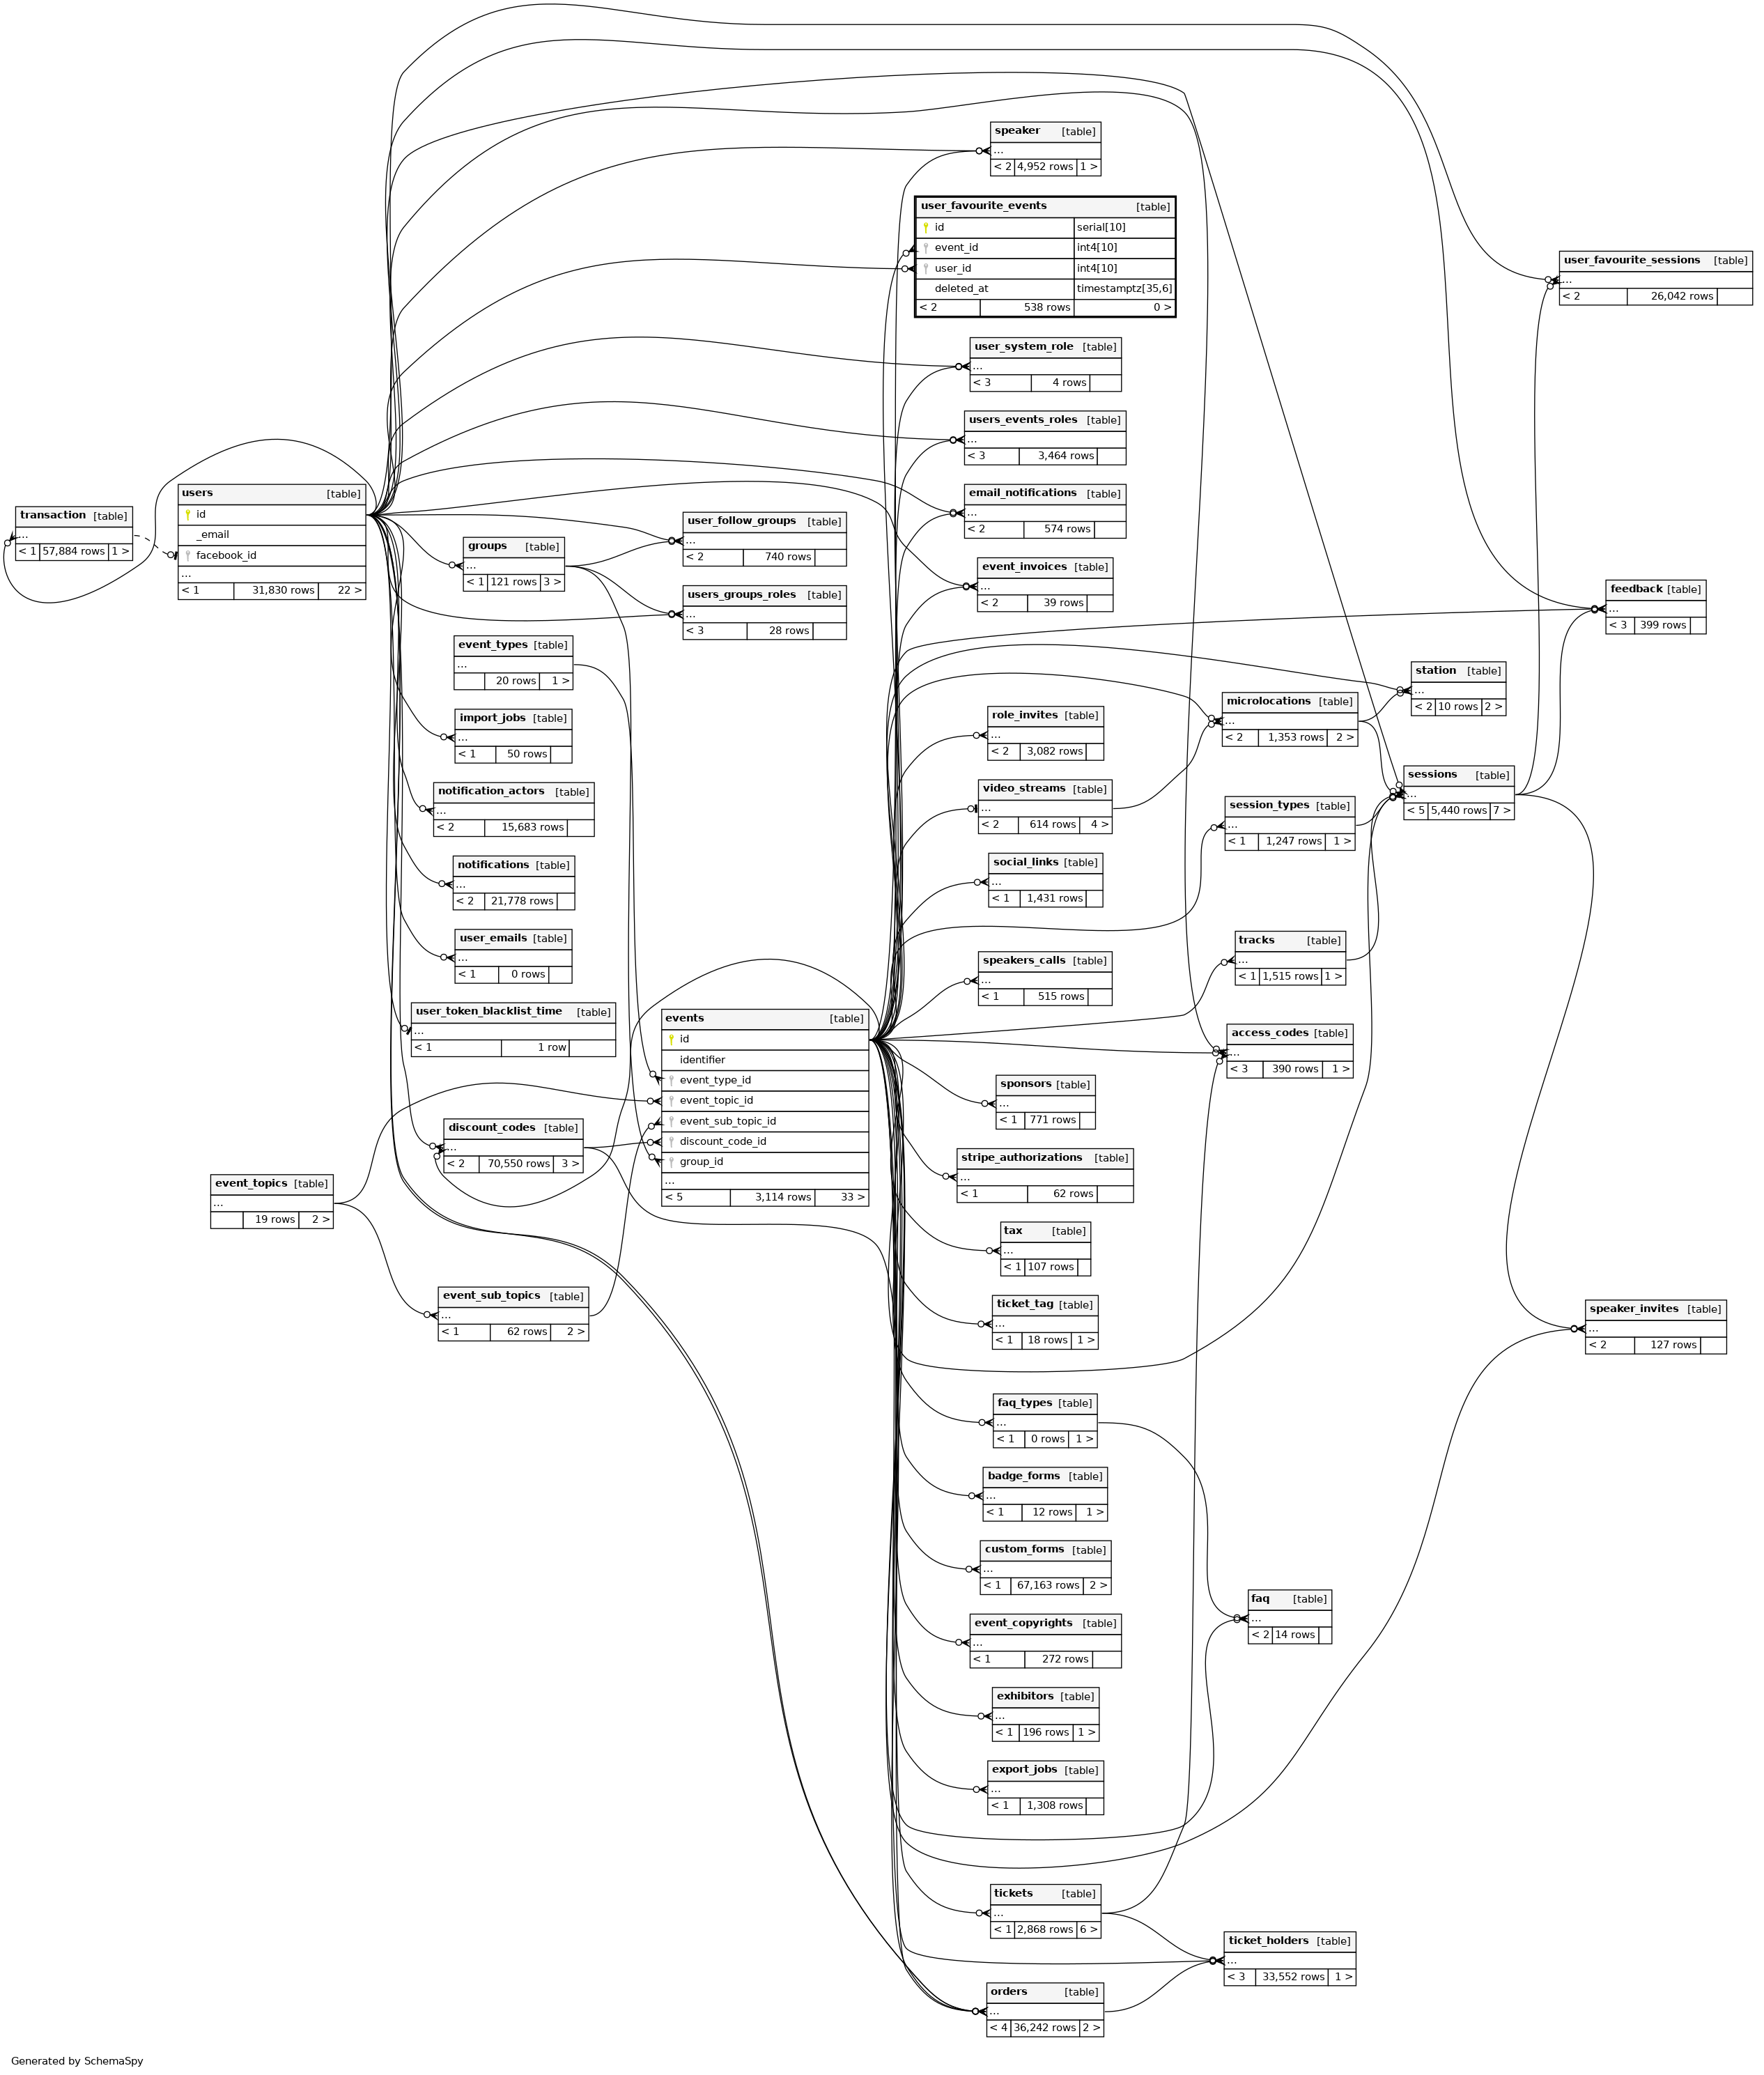 speaker [table]
...
< 2 4,952 rows 1 >
user_favourite_events [table]
id serial[10]
event_id int4[10]
user_id int4[10]
deleted_at timestamptz[35,6]
< 2 538 rows 0 >
user_favourite_sessions [table]
...
< 2 26,042 rows
user_system_role [table]
...
< 3 4 rows
users_events_roles [table]
...
< 3 3,464 rows
email_notifications [table]
...
< 2 574 rows
event_invoices [table]
...
< 2 39 rows
transaction [table]
...
< 1 57,884 rows 1 >
users [table]
id
_email
facebook_id
...
< 1 31,830 rows 22 >
groups [table]
...
< 1 121 rows 3 >
user_follow_groups [table]
...
< 2 740 rows
users_groups_roles [table]
...
< 3 28 rows
feedback [table]
...
< 3 399 rows
event_types [table]
...
20 rows 1 >
import_jobs [table]
...
< 1 50 rows
notification_actors [table]
...
< 2 15,683 rows
notifications [table]
...
< 2 21,778 rows
user_emails [table]
...
< 1 0 rows
user_token_blacklist_time [table]
...
< 1 1 row
role_invites [table]
...
< 2 3,082 rows
video_streams [table]
...
< 2 614 rows 4 >
social_links [table]
...
< 1 1,431 rows
speakers_calls [table]
...
< 1 515 rows
microlocations [table]
...
< 2 1,353 rows 2 >
station [table]
...
< 2 10 rows 2 >
session_types [table]
...
< 1 1,247 rows 1 >
sessions [table]
...
< 5 5,440 rows 7 >
tracks [table]
...
< 1 1,515 rows 1 >
access_codes [table]
...
< 3 390 rows 1 >
events [table]
id
identifier
event_type_id
event_topic_id
event_sub_topic_id
discount_code_id
group_id
...
< 5 3,114 rows 33 >
discount_codes [table]
...
< 2 70,550 rows 3 >
event_topics [table]
...
19 rows 2 >
event_sub_topics [table]
...
< 1 62 rows 2 >
sponsors [table]
...
< 1 771 rows
stripe_authorizations [table]
...
< 1 62 rows
tax [table]
...
< 1 107 rows
ticket_tag [table]
...
< 1 18 rows 1 >
speaker_invites [table]
...
< 2 127 rows
faq_types [table]
...
< 1 0 rows 1 >
badge_forms [table]
...
< 1 12 rows 1 >
custom_forms [table]
...
< 1 67,163 rows 2 >
faq [table]
...
< 2 14 rows
event_copyrights [table]
...
< 1 272 rows
exhibitors [table]
...
< 1 196 rows 1 >
export_jobs [table]
...
< 1 1,308 rows
tickets [table]
...
< 1 2,868 rows 6 >
ticket_holders [table]
...
< 3 33,552 rows 1 >
orders [table]
...
< 4 36,242 rows 2 >
Generated by SchemaSpy